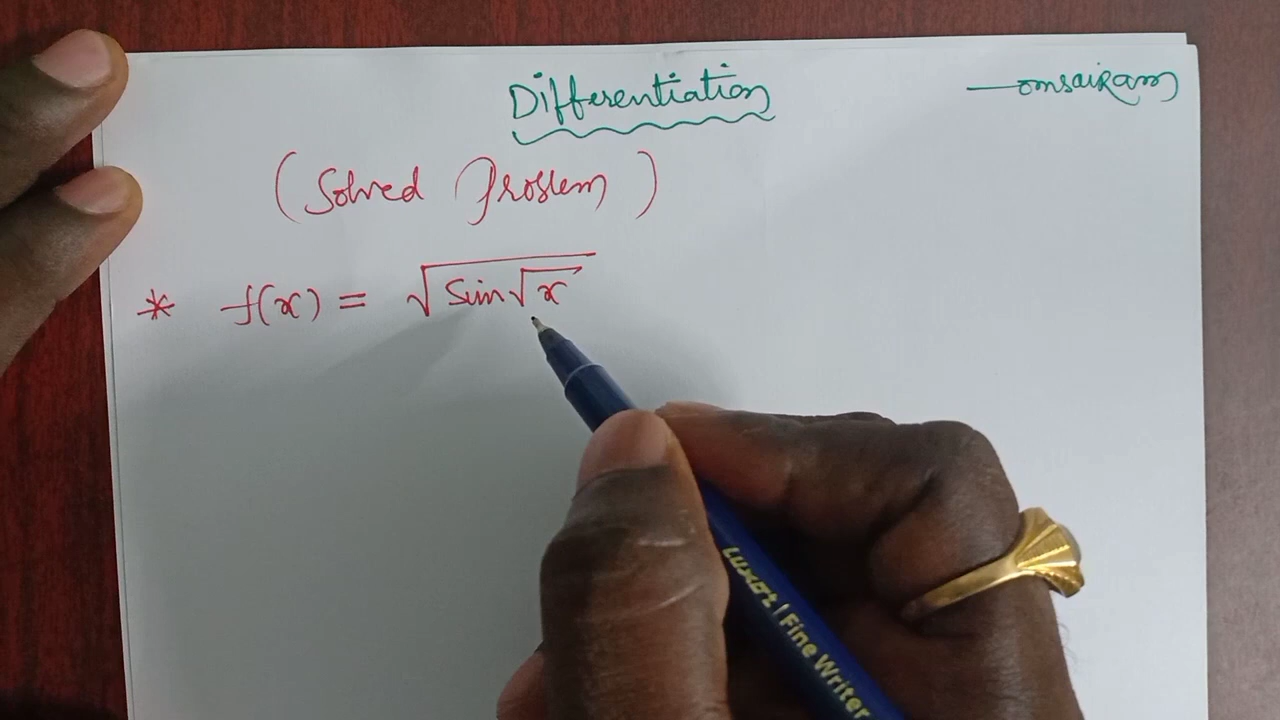 Differentiation
—omsairam
(Solved Problem)
* f(x) = √(sin√x)
Luxor | Fine Writer